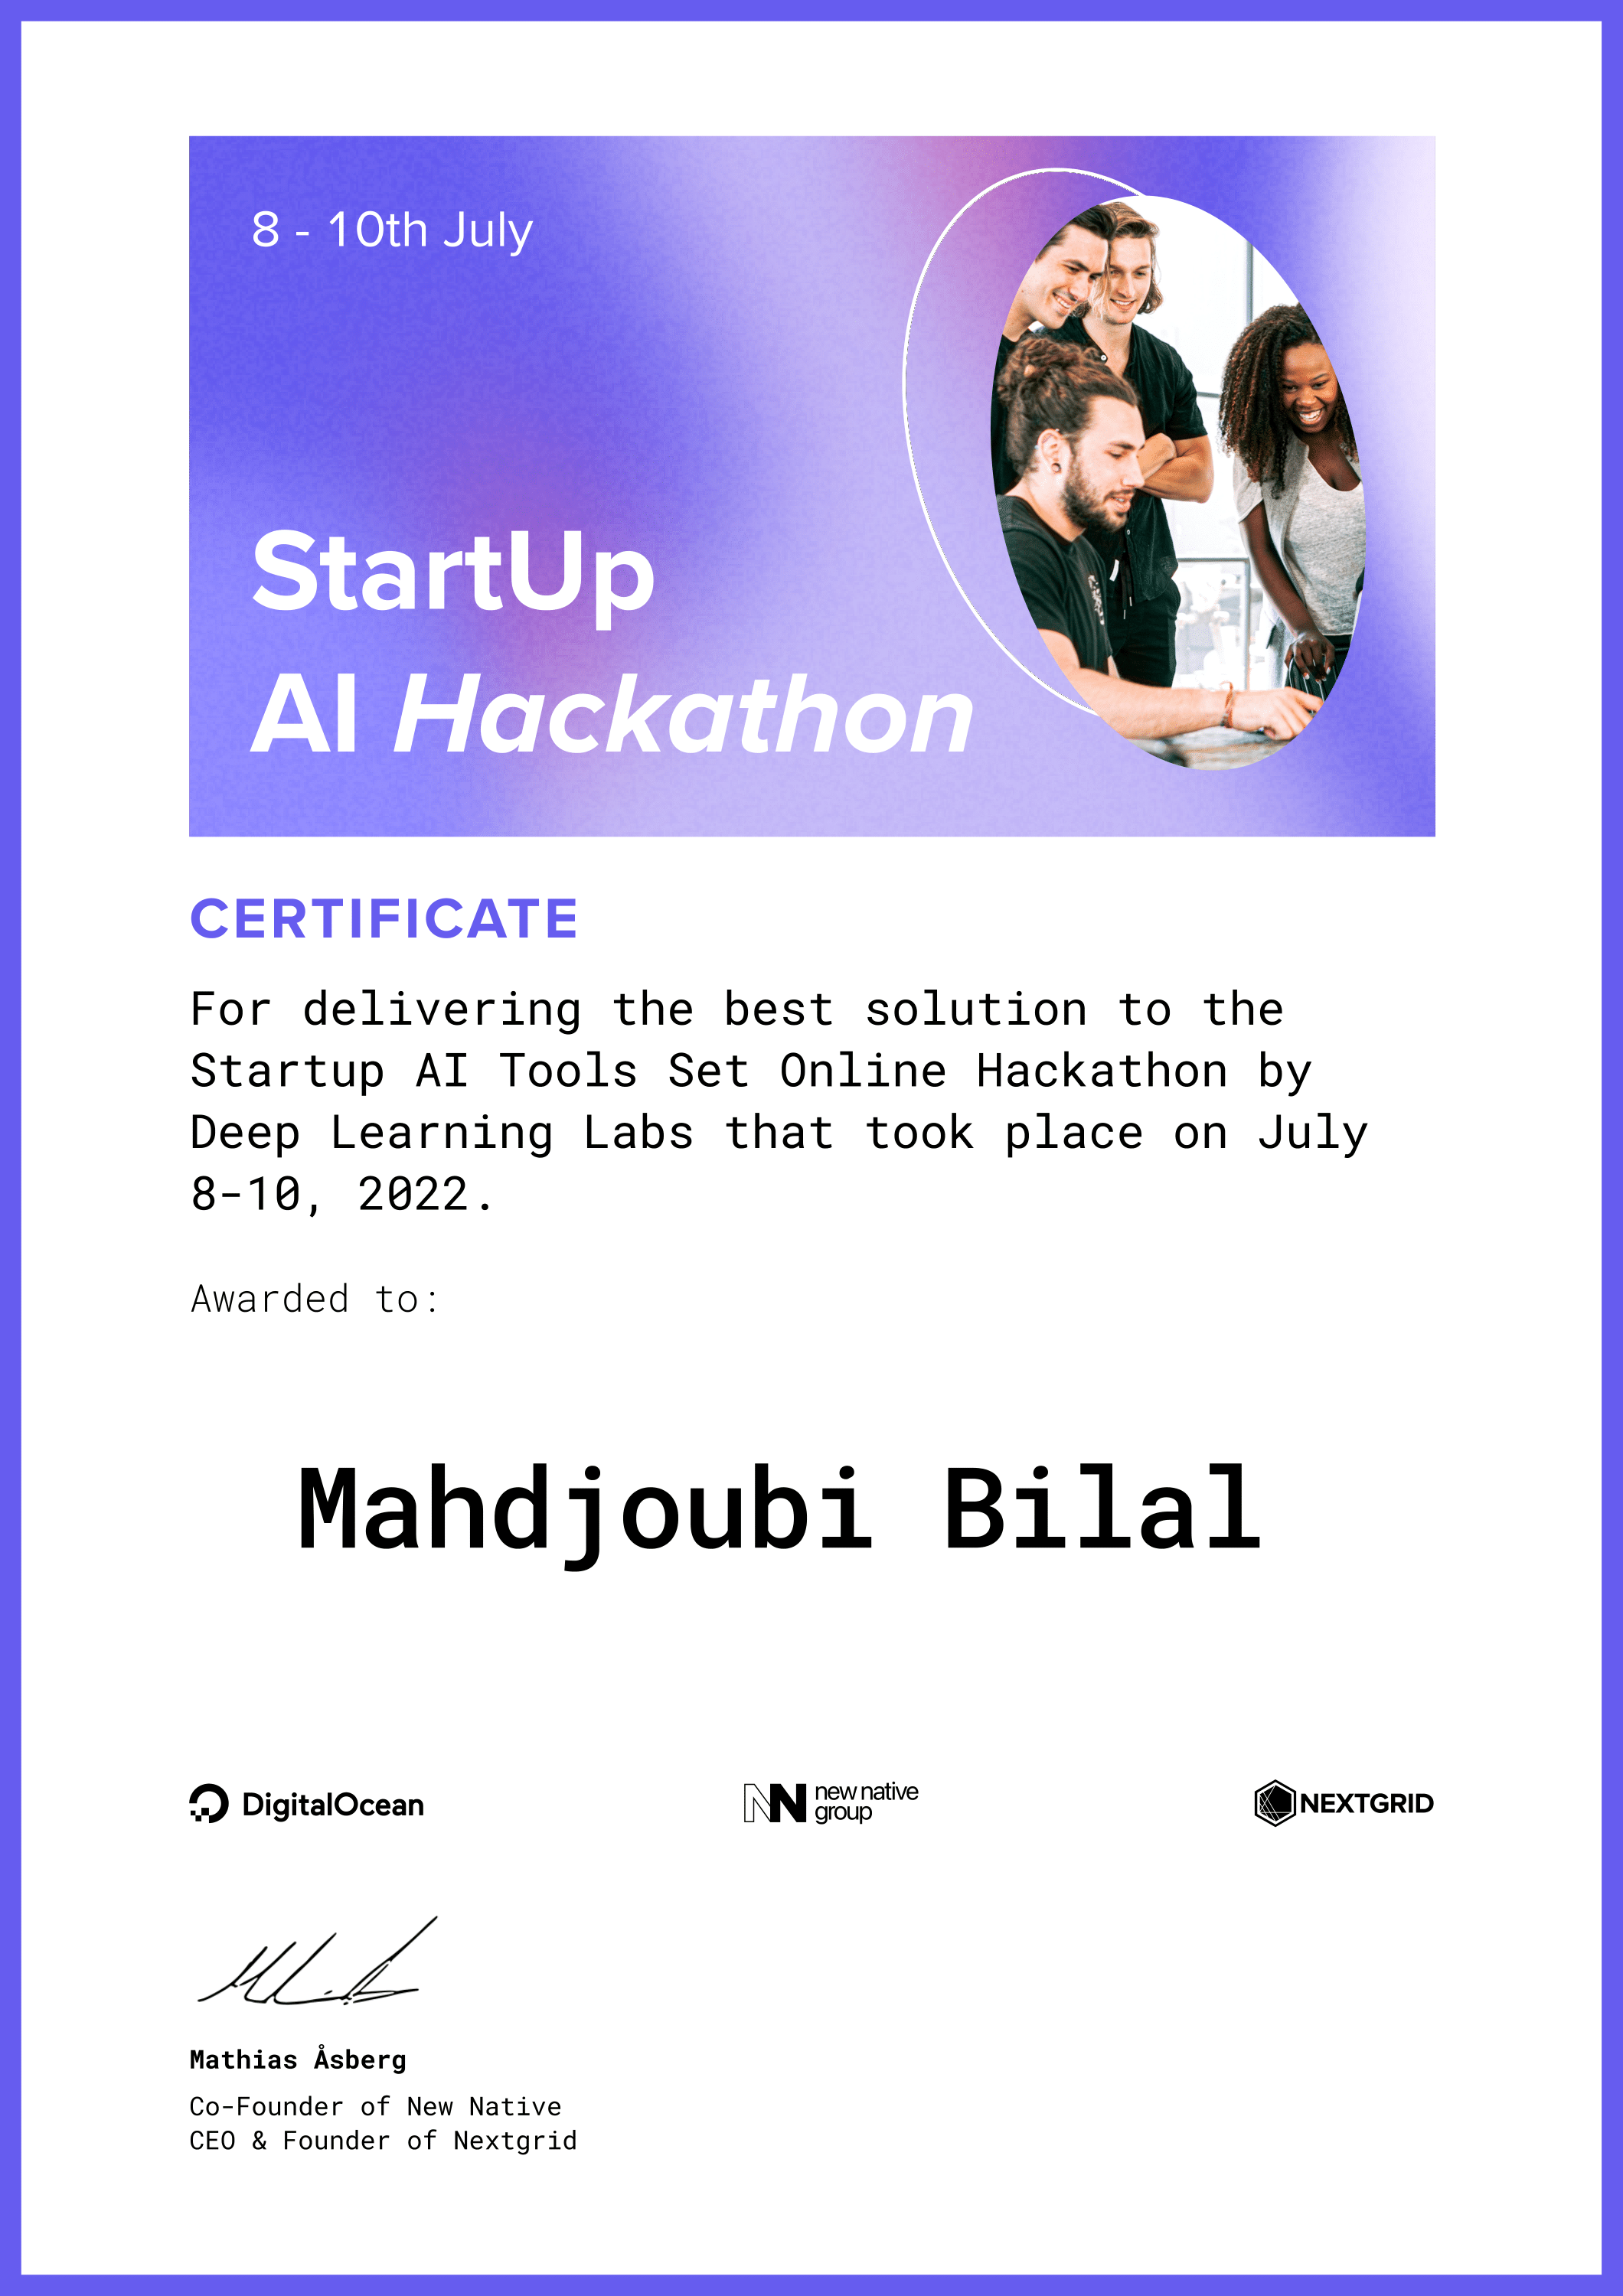 8 - 10th July
StartUp
AI Hackathon
CERTIFICATE
For delivering the best solution to the
Startup AI Tools Set Online Hackathon by
Deep Learning Labs that took place on July
8-10, 2022.
Awarded to:
Mahdjoubi Bilal
DigitalOcean
NN new native
group
NEXTGRID
Mathias Åsberg
Co-Founder of New Native
CEO & Founder of Nextgrid